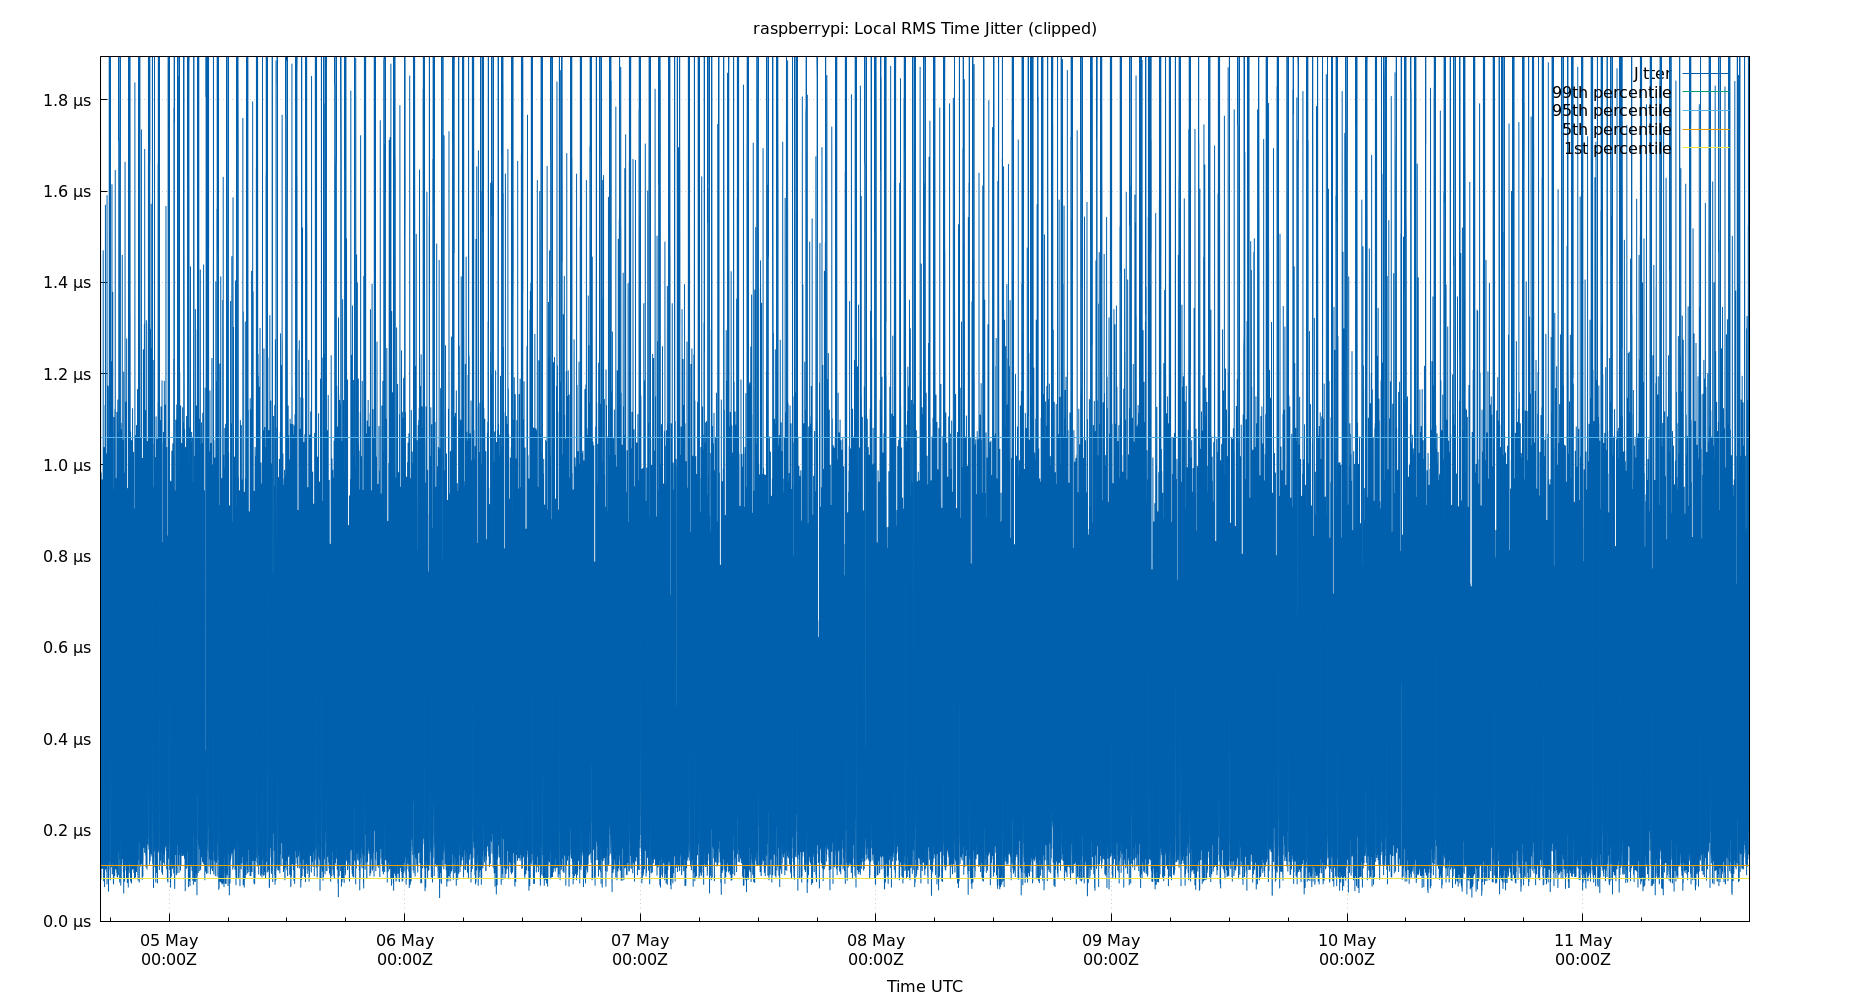 raspberrypi: Local RMS Time Jitter (clipped)
Jitter
99th percentile
95th percentile
5th percentile
1st percentile
1.8 µs
1.6 µs
1.4 µs
1.2 µs
1.0 µs
0.8 µs
0.6 µs
0.4 µs
0.2 µs
0.0 µs
05 May 06 May 07 May 08 May 09 May 10 May 11 May
00:00Z 00:00Z 00:00Z 00:00Z 00:00Z 00:00Z 00:00Z
Time UTC